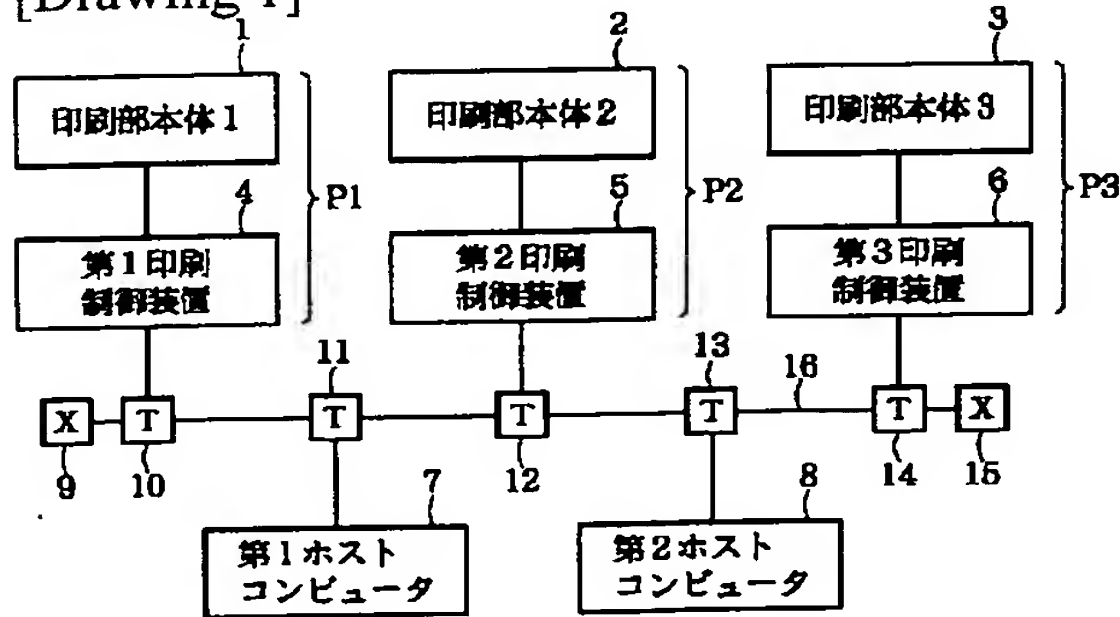 [Drawing 1]
1
2
3
印刷部本体1
印刷部本体2
印刷部本体3
P1
P2
P3
4
5
6
第1印刷
制御装置
第2印刷
制御装置
第3印刷
制御装置
11
13
16
X
T
T
T
T
T
X
9
10
12
14
15
7
8
第1ホスト
コンピュータ
第2ホスト
コンピュータ